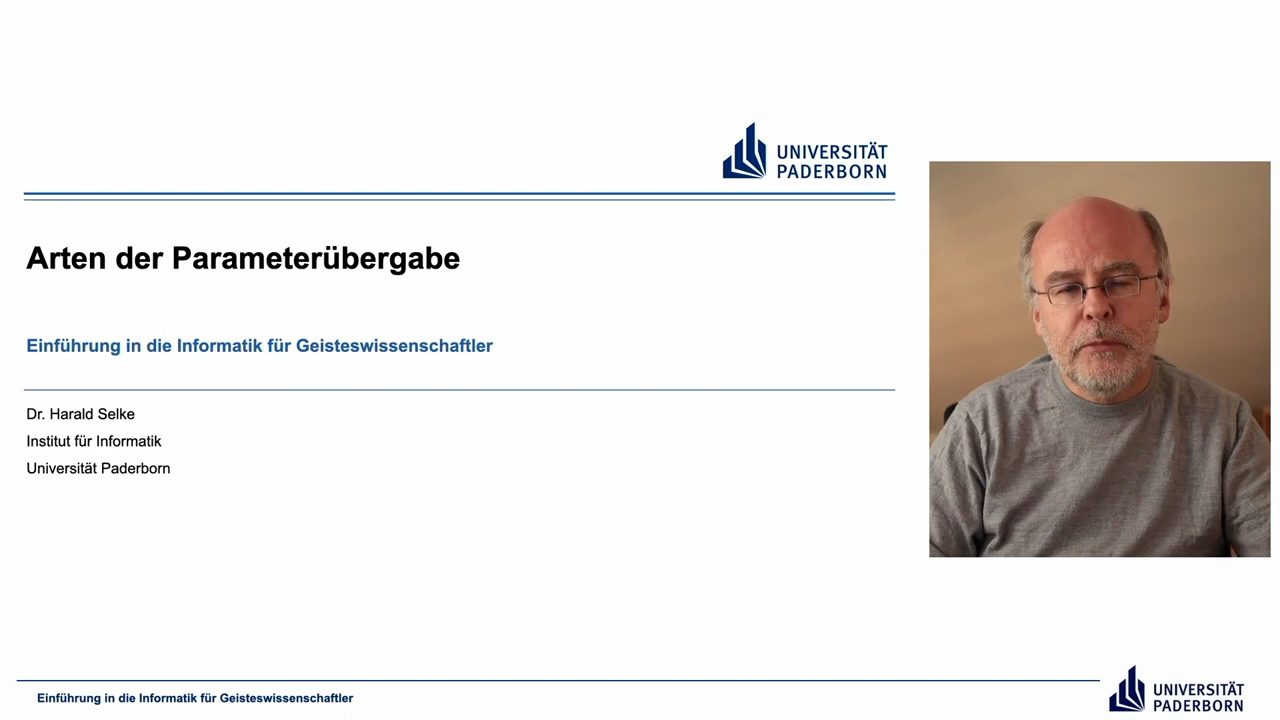 UNIVERSITÄT
PADERBORN
Arten der Parameterübergabe
Einführung in die Informatik für Geisteswissenschaftler
Dr. Harald Selke
Institut für Informatik
Universität Paderborn
Einführung in die Informatik für Geisteswissenschaftler
UNIVERSITÄT
PADERBORN